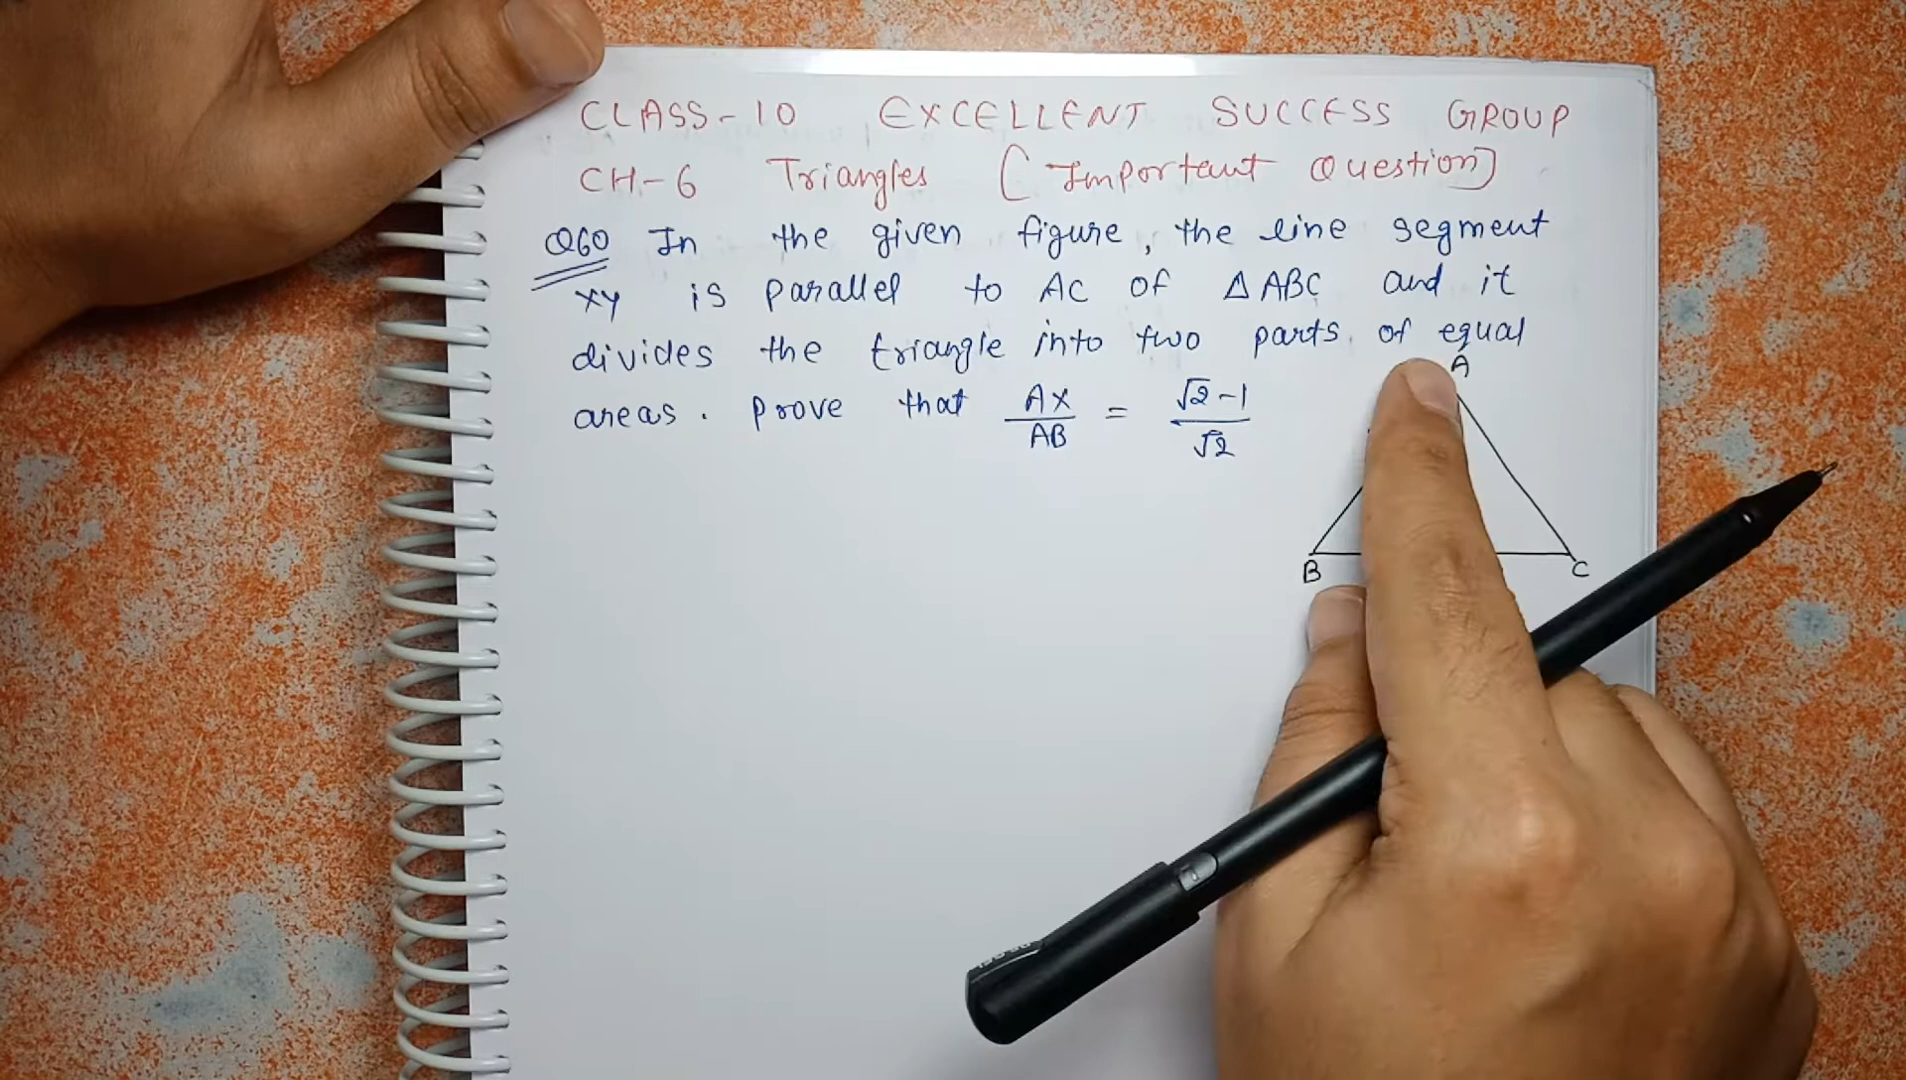 CLASS-10 EXCELLENT SUCCESS GROUP
CH-6 Triangles (Important Question)
Q60 In the given figure, the line segment
XY is parallel to AC of △ABC and it
divides the triangle into two parts of equal
areas. Prove that AX/AB = √2-1/√2
A
B
C